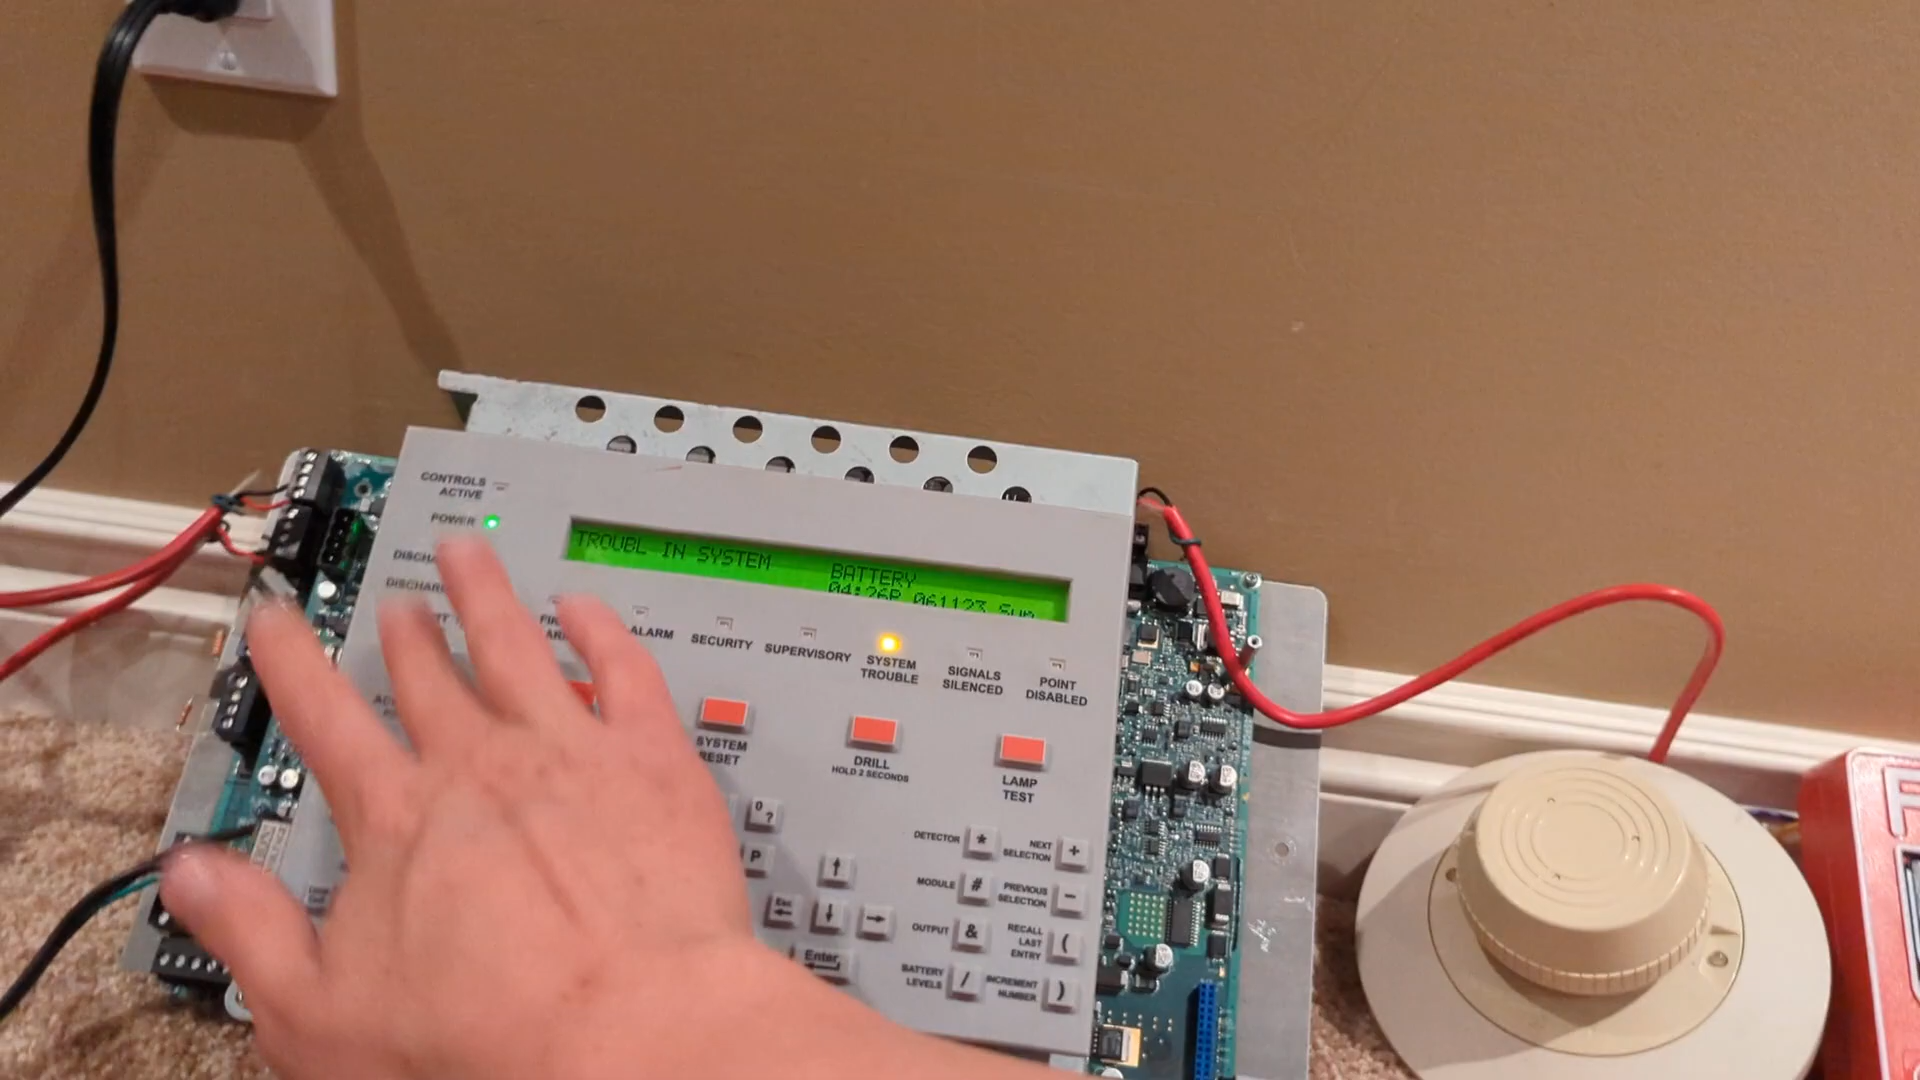 CONTROLS
ACTIVE
POWER
TROUBL IN SYSTEM
BATTERY
04:26P 061123 Sun
ALARM
SECURITY
SUPERVISORY
SYSTEM
TROUBLE
SIGNALS
SILENCED
POINT
DISABLED
SYSTEM
RESET
DRILL
HOLD 2 SECONDS
LAMP
TEST
0
?
P
DETECTOR
*
NEXT
SELECTION
+
MODULE
#
PREVIOUS
SELECTION
-
Esc
OUTPUT
&
RECALL
LAST
ENTRY
(
Enter
BATTERY
LEVELS
/
INCREMENT
NUMBER
)